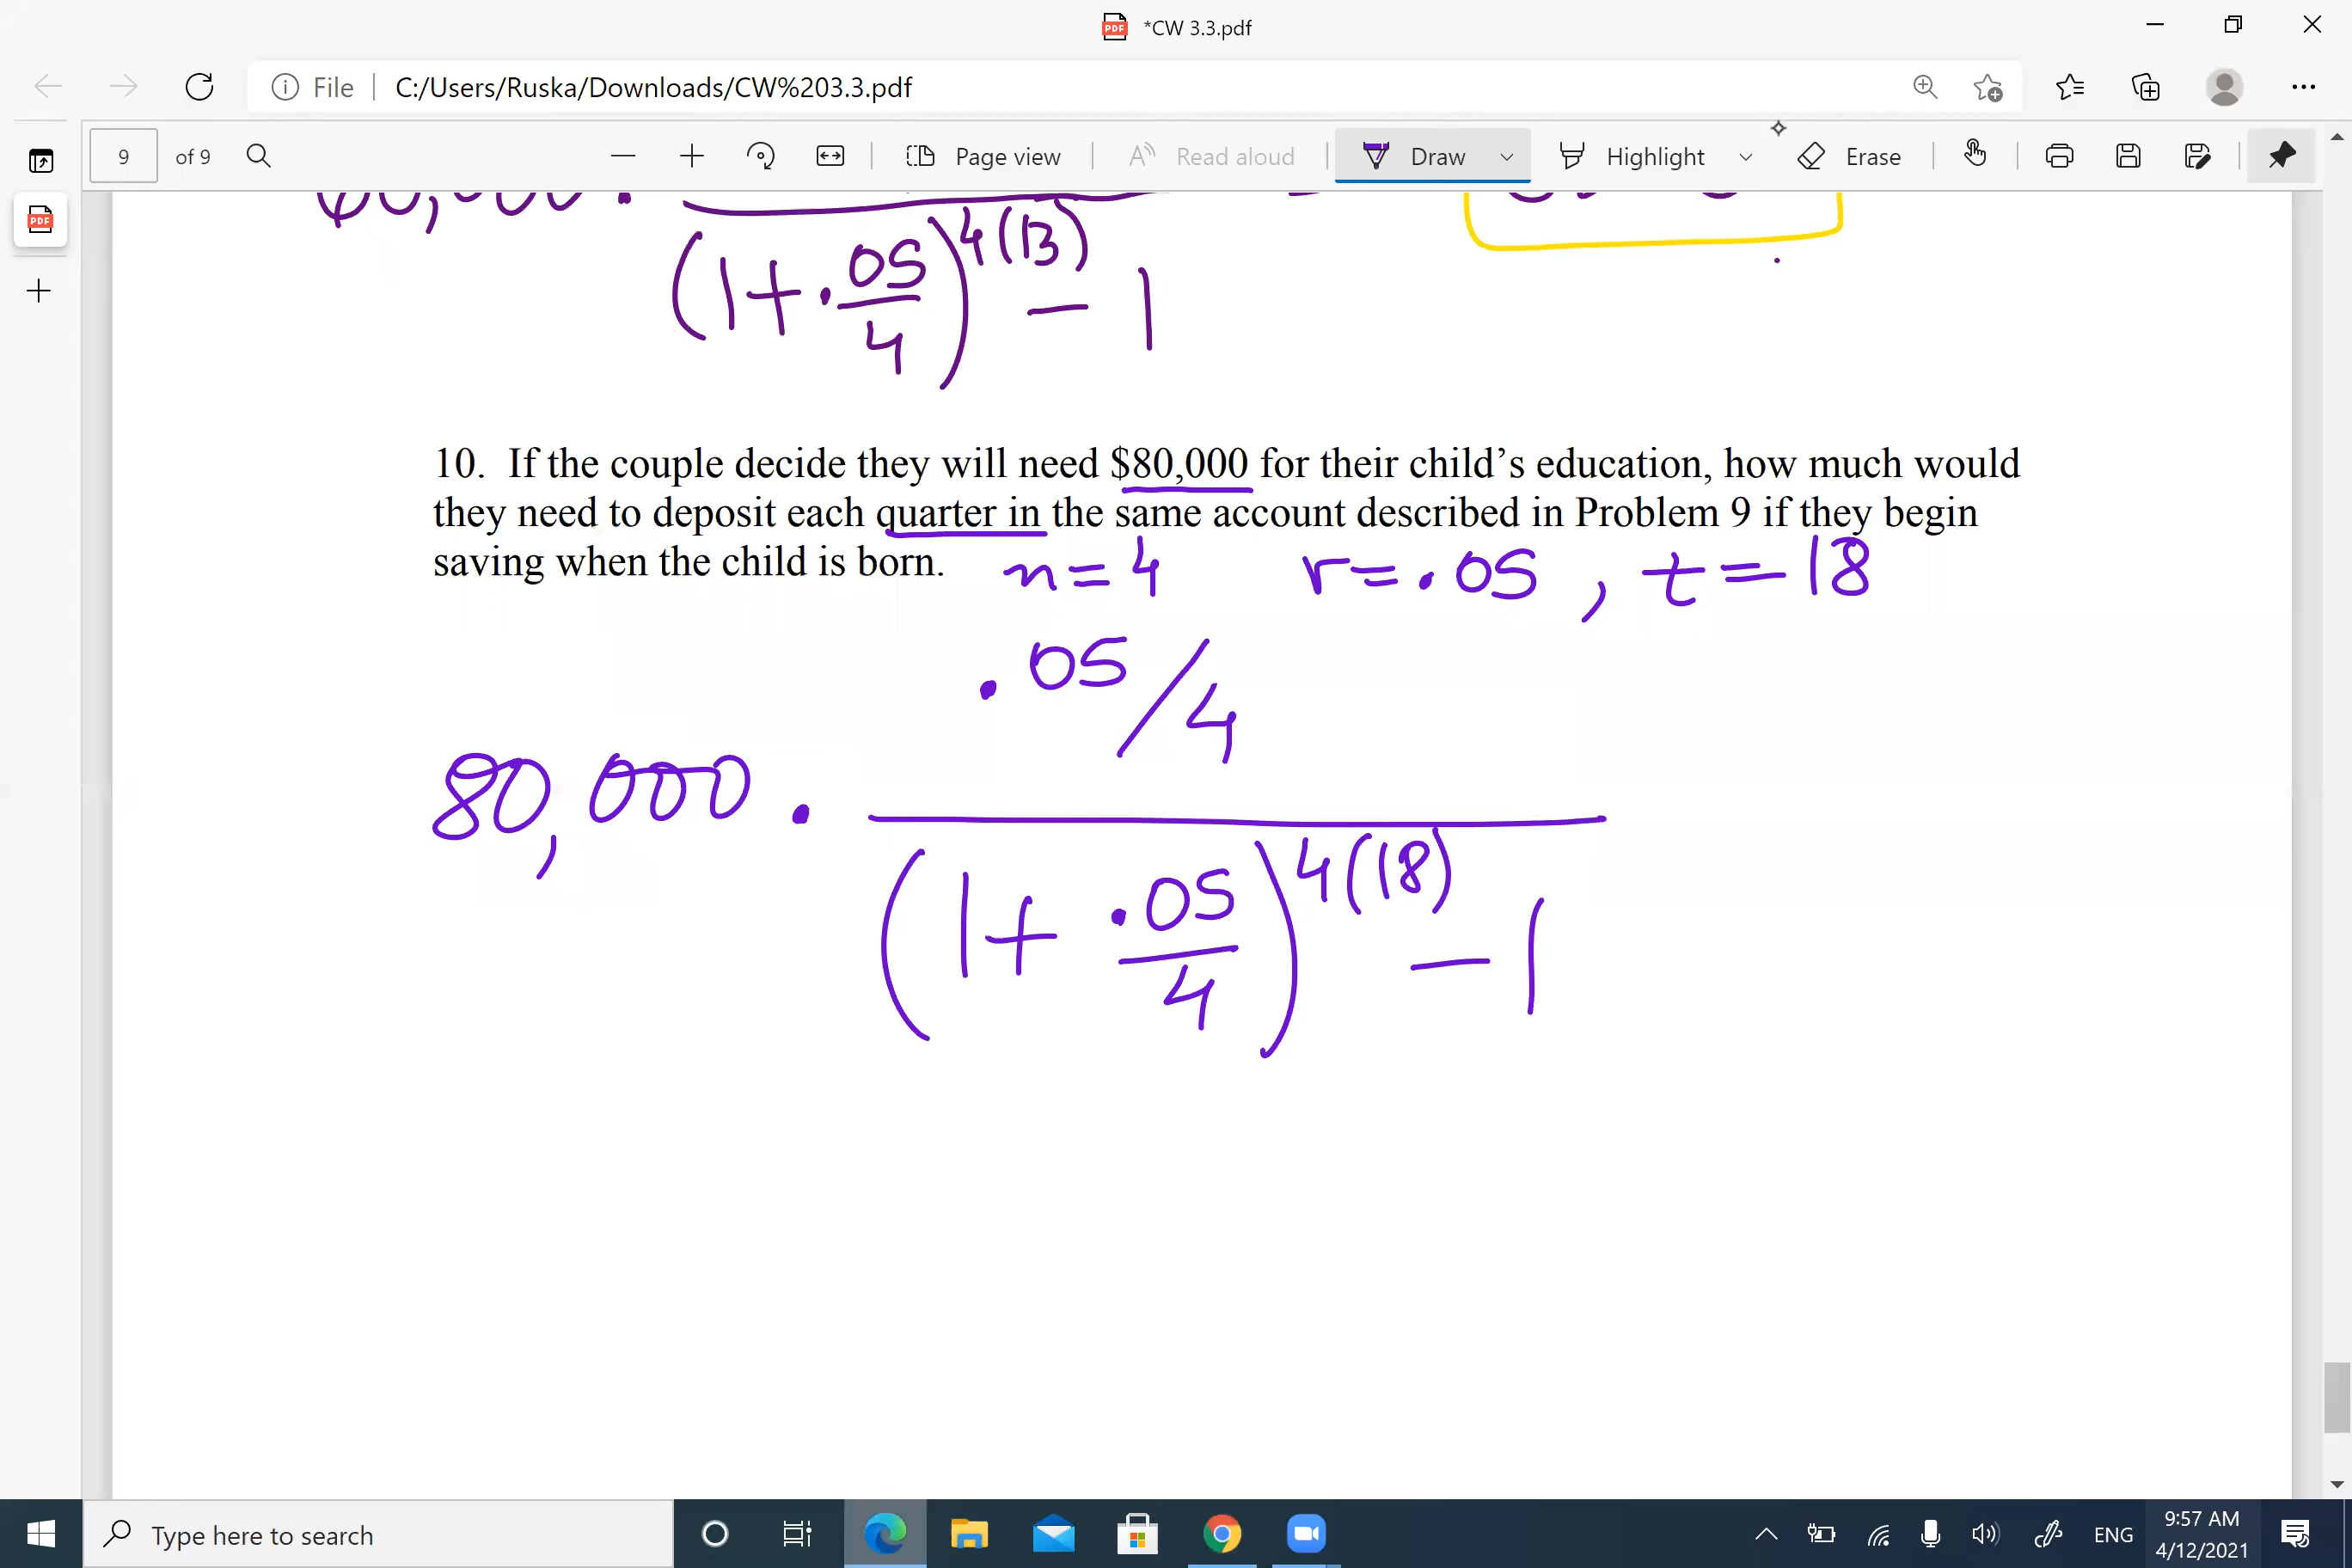 *CW 3.3.pdf
File | C:/Users/Ruska/Downloads/CW%203.3.pdf
9 of 9 Page view Read aloud Draw Highlight Erase
(1+.05/4)^4(13) - 1
10. If the couple decide they will need $80,000 for their child’s education, how much would
they need to deposit each quarter in the same account described in Problem 9 if they begin
saving when the child is born. n=4 r=.05, t=18
.05/4
80,000 .
(1+ .05/4)^4(18) - 1
Type here to search
ENG
9:57 AM
4/12/2021